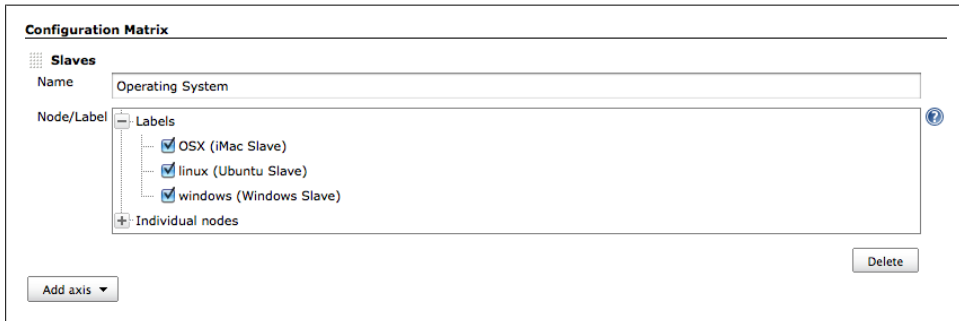 Configuration Matrix
Slaves
Name Operating System
Node/Label Labels
OSX (iMac Slave)
linux (Ubuntu Slave)
windows (Windows Slave)
Individual nodes
Delete
Add axis